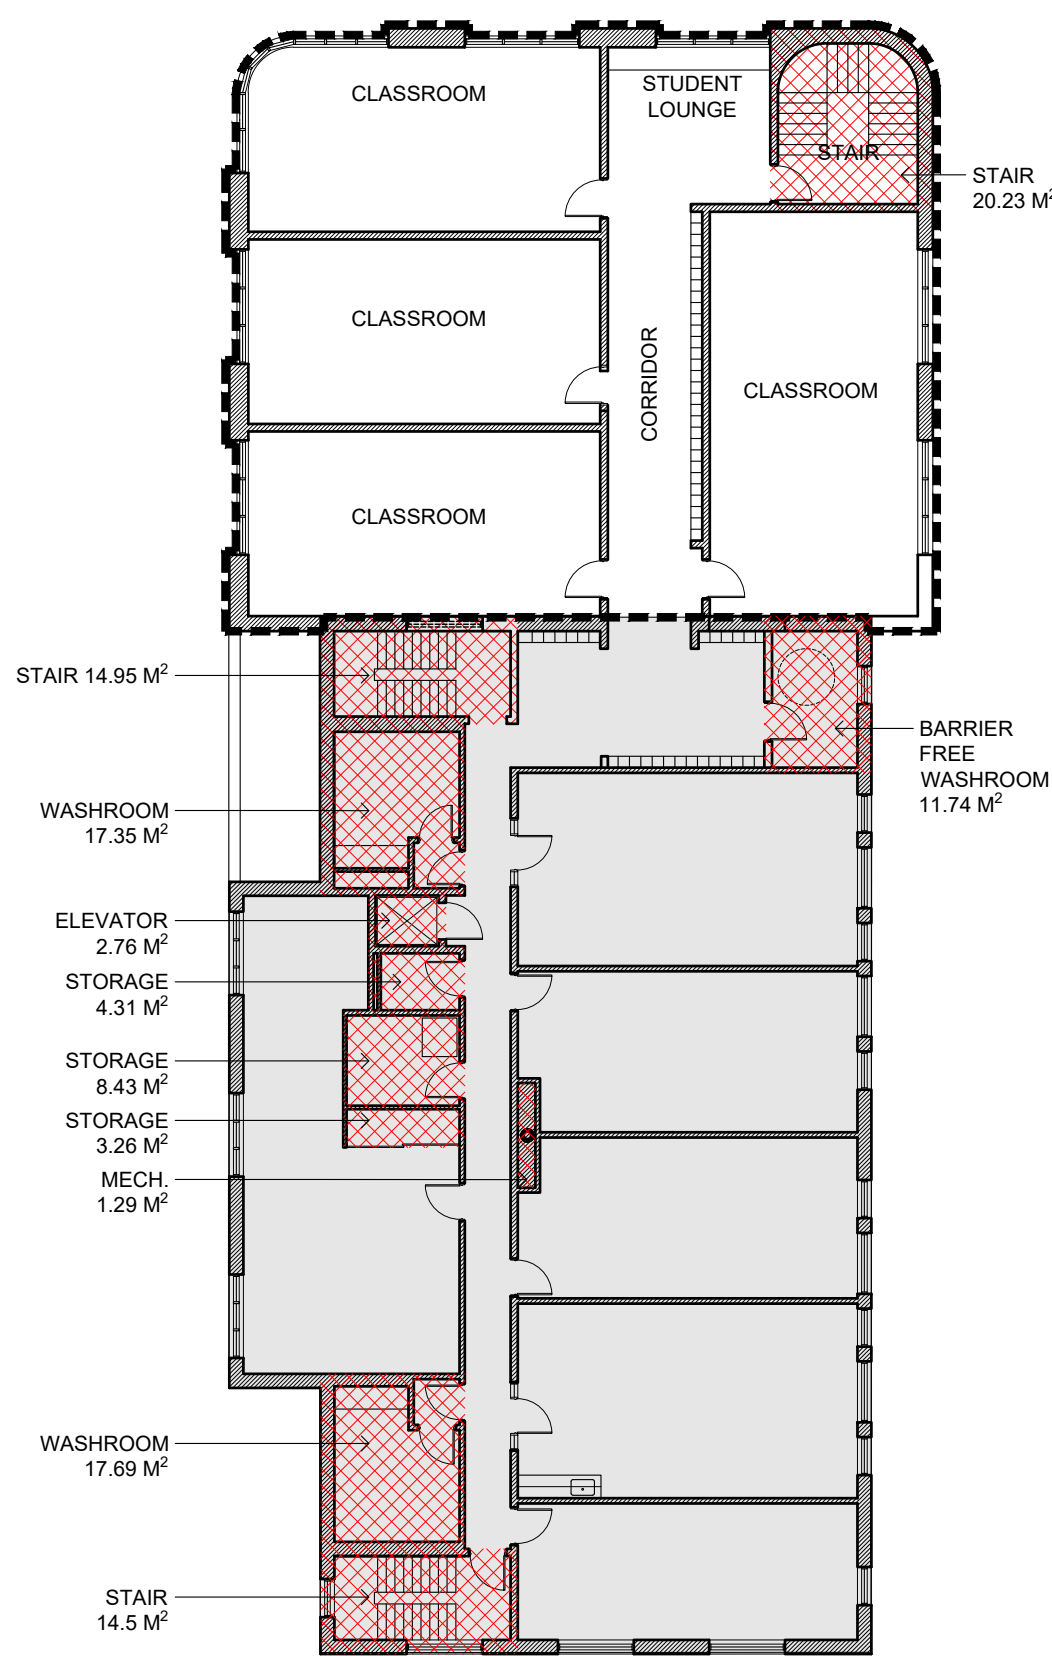 CLASSROOM
STUDENT
LOUNGE
STAIR
STAIR
20.23 M²
CLASSROOM
CORRIDOR
CLASSROOM
CLASSROOM
STAIR 14.95 M²
BARRIER
FREE
WASHROOM
11.74 M²
WASHROOM
17.35 M²
ELEVATOR
2.76 M²
STORAGE
4.31 M²
STORAGE
8.43 M²
STORAGE
3.26 M²
MECH.
1.29 M²
WASHROOM
17.69 M²
STAIR
14.5 M²